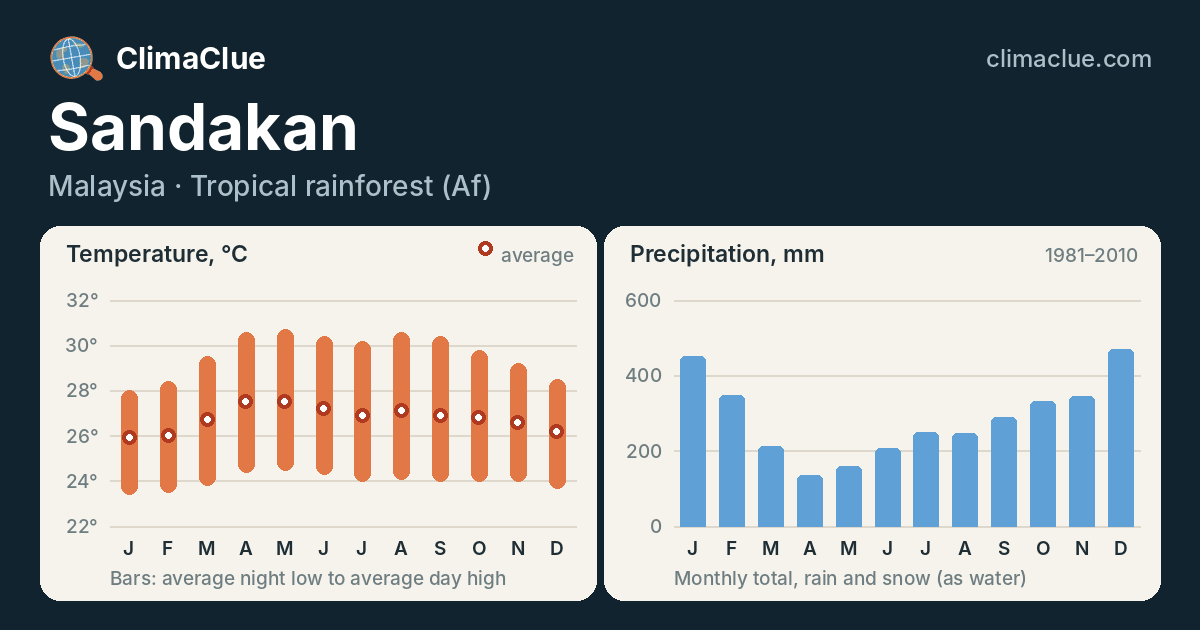 ClimaClue
climaclue.com
Sandakan
Malaysia · Tropical rainforest (Af)
Temperature, °C
average
32°
30°
28°
26°
24°
22°
J F M A M J J A S O N D
Bars: average night low to average day high
Precipitation, mm
1981–2010
600
400
200
0
J F M A M J J A S O N D
Monthly total, rain and snow (as water)